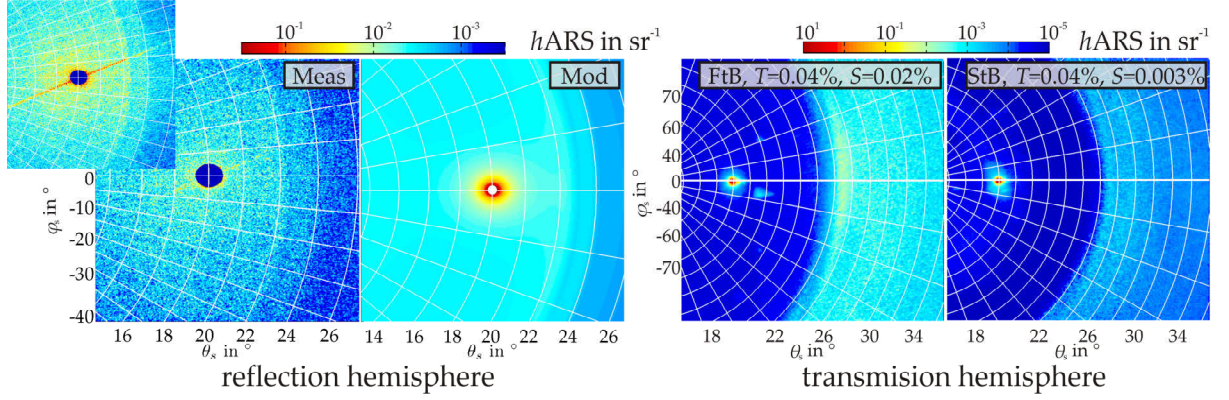 10⁻¹ 10⁻² 10⁻³ hARS in sr⁻¹
10¹ 10⁻¹ 10⁻³ 10⁻⁵ hARS in sr⁻¹
Meas
Mod
FtB, T=0.04%, S=0.02%
StB, T=0.04%, S=0.003%
φₛ in °
0
-10
-20
-30
-40
16 18 20 22 24 26
θₛ in °
14 16 18 20 22 24 26
θₛ in °
reflection hemisphere
φₛ in °
70
60
40
0
-40
-60
-70
18 22 26 30 34
θₛ in °
18 22 26 30 34
θₛ in °
transmision hemisphere